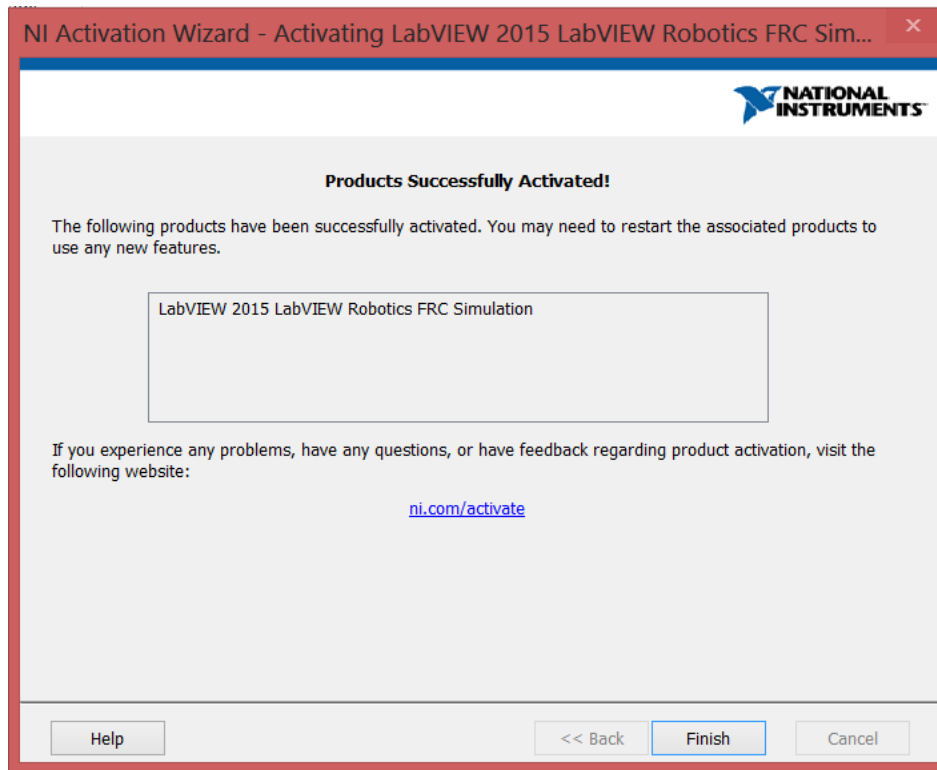 NI Activation Wizard - Activating LabVIEW 2015 LabVIEW Robotics FRC Sim...
NATIONAL
INSTRUMENTS™
Products Successfully Activated!
The following products have been successfully activated. You may need to restart the associated products to
use any new features.
LabVIEW 2015 LabVIEW Robotics FRC Simulation
If you experience any problems, have any questions, or have feedback regarding product activation, visit the
following website:
ni.com/activate
Help
<< Back
Finish
Cancel